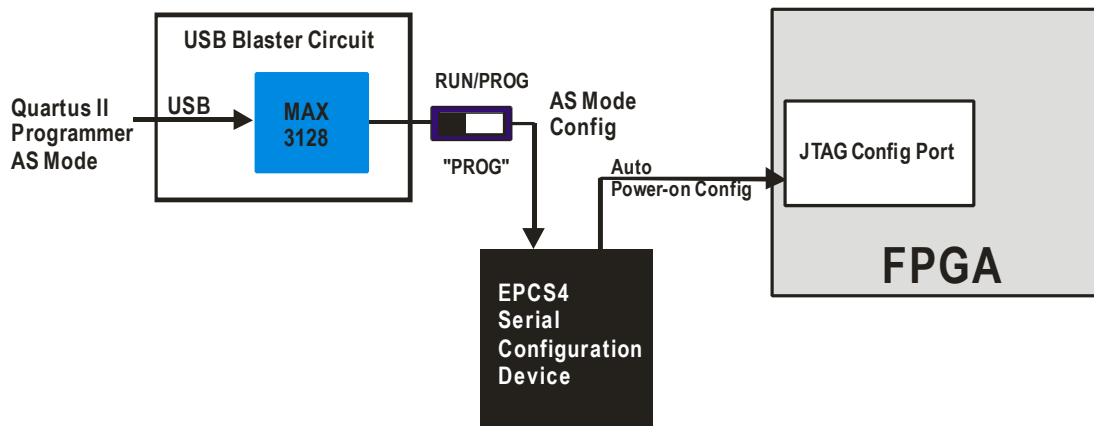 USB Blaster Circuit
Quartus II
Programmer
AS Mode
USB
MAX
3128
RUN/PROG
"PROG"
AS Mode
Config
Auto
Power-on Config
JTAG Config Port
FPGA
EPCS4
Serial
Configuration
Device